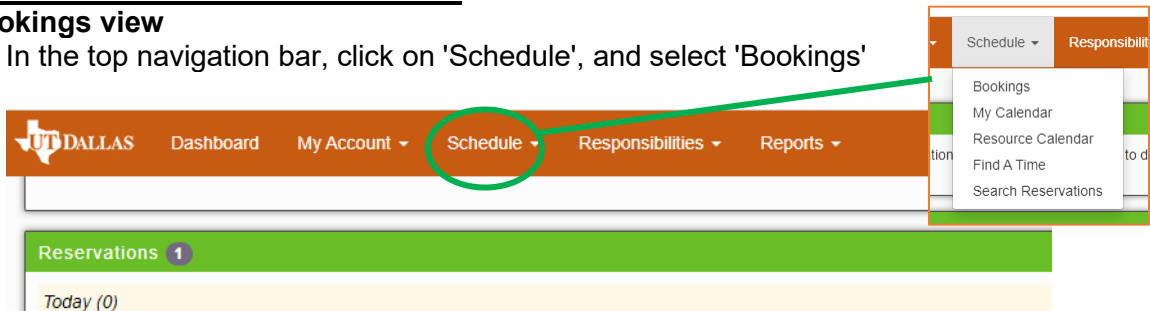 okings view
In the top navigation bar, click on 'Schedule', and select 'Bookings'
Schedule Responsibilit
Bookings
My Calendar
Resource Calendar
Find A Time
Search Reservations
tion
to d
UT DALLAS Dashboard My Account Schedule Responsibilities Reports
Reservations 1
Today (0)